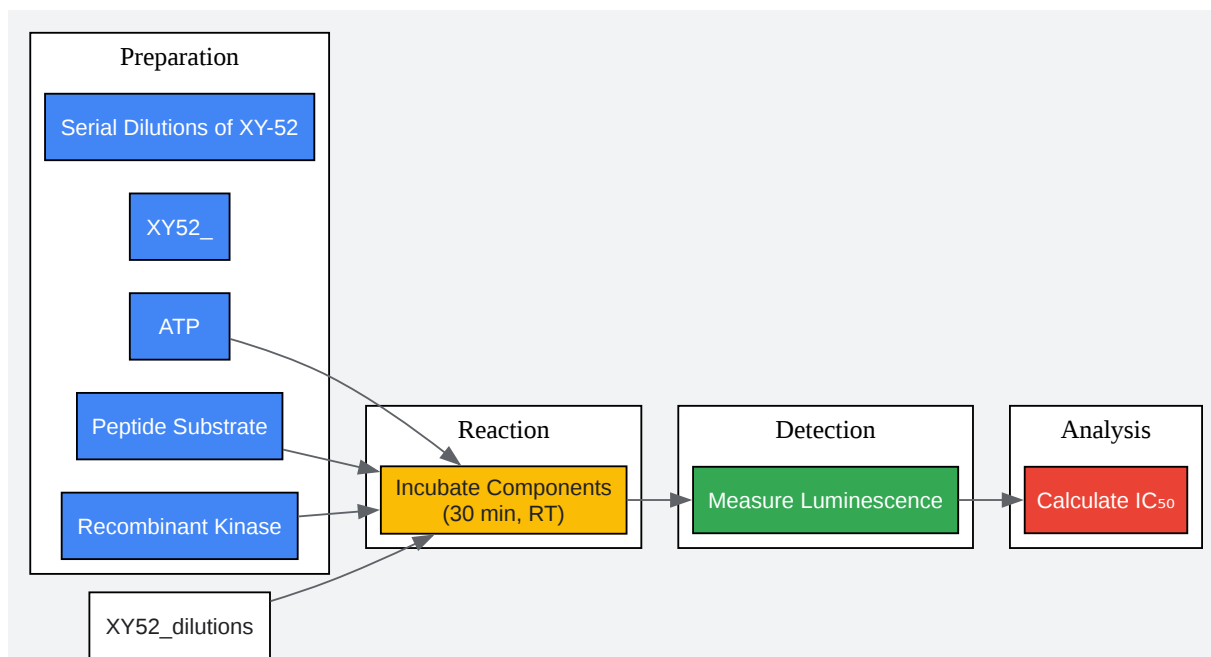 Preparation
Serial Dilutions of XY-52
XY52_
ATP
Peptide Substrate
Recombinant Kinase
XY52_dilutions
Reaction
Incubate Components
(30 min, RT)
Detection
Measure Luminescence
Analysis
Calculate IC₅₀